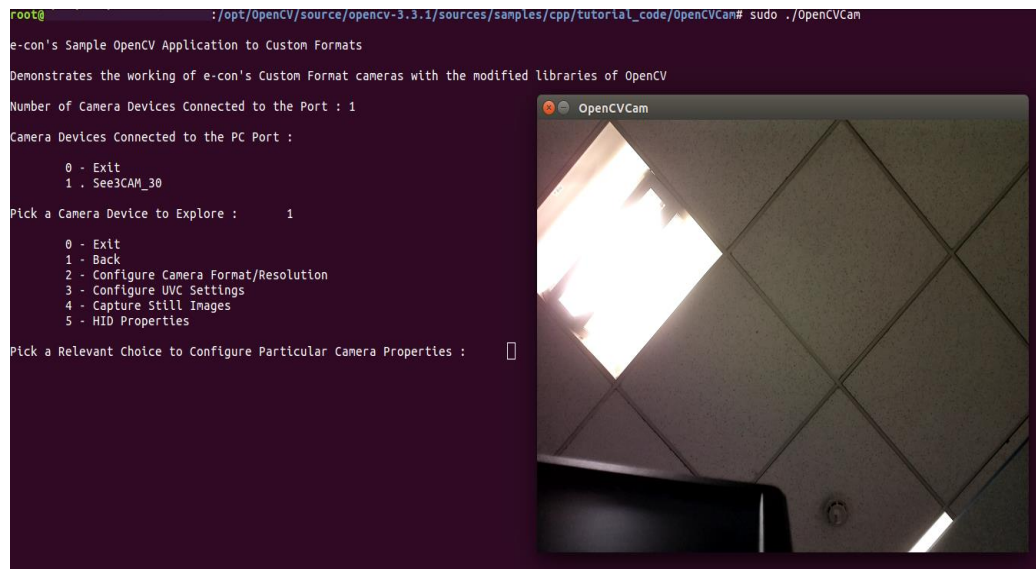 root@ :/opt/OpenCV/source/opencv-3.3.1/sources/samples/cpp/tutorial_code/OpenCVCam# sudo ./OpenCVCam
e-con's Sample OpenCV Application to Custom Formats
Demonstrates the working of e-con's Custom Format cameras with the modified libraries of OpenCV
Number of Camera Devices Connected to the Port : 1
Camera Devices Connected to the PC Port :
0 - Exit
1 . See3CAM_30
Pick a Camera Device to Explore : 1
0 - Exit
1 - Back
2 - Configure Camera Format/Resolution
3 - Configure UVC Settings
4 - Capture Still Images
5 - HID Properties
Pick a Relevant Choice to Configure Particular Camera Properties :
OpenCVCam